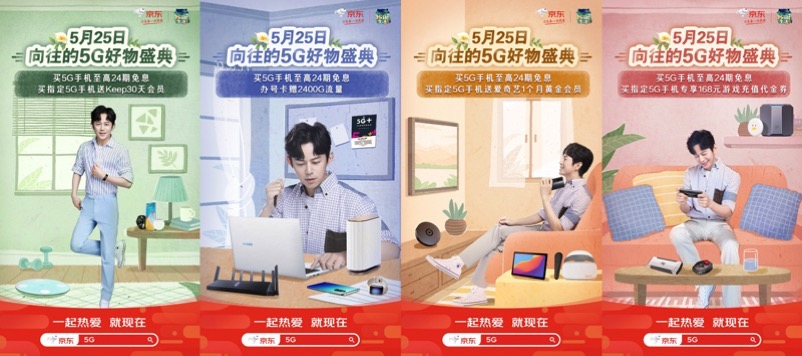 京东
5月25日
向往的5G好物盛典
买5G手机至高24期免息
买指定5G手机送Keep30天会员
一起热爱 就现在
京东 5G
京东
5月25日
向往的5G好物盛典
买5G手机至高24期免息
办号卡赠2400G流量
5G+
一起热爱 就现在
京东 5G
京东
5月25日
向往的5G好物盛典
买5G手机至高24期免息
买指定5G手机送爱奇艺1个月黄金会员
一起热爱 就现在
京东 5G
京东
5月25日
向往的5G好物盛典
买5G手机至高24期免息
买指定5G手机专享168元游戏充值代金券
一起热爱 就现在
京东 5G